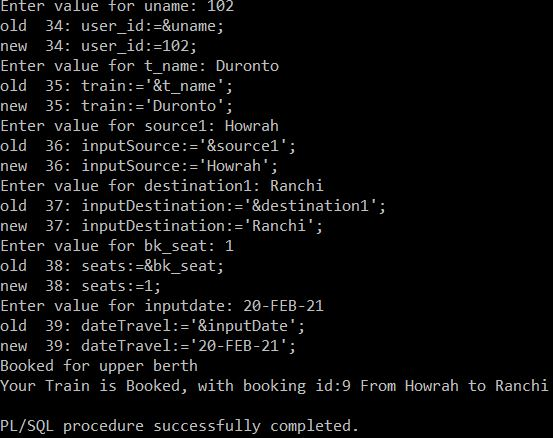 Enter value for uname: 102
old  34: user_id:=&uname;
new  34: user_id:=102;
Enter value for t_name: Duronto
old  35: train:='&t_name';
new  35: train:='Duronto';
Enter value for source1: Howrah
old  36: inputSource:='&source1';
new  36: inputSource:='Howrah';
Enter value for destination1: Ranchi
old  37: inputDestination:='&destination1';
new  37: inputDestination:='Ranchi';
Enter value for bk_seat: 1
old  38: seats:=&bk_seat;
new  38: seats:=1;
Enter value for inputdate: 20-FEB-21
old  39: dateTravel:='&inputDate';
new  39: dateTravel:='20-FEB-21';
Booked for upper berth
Your Train is Booked, with booking id:9 From Howrah to Ranchi
PL/SQL procedure successfully completed.